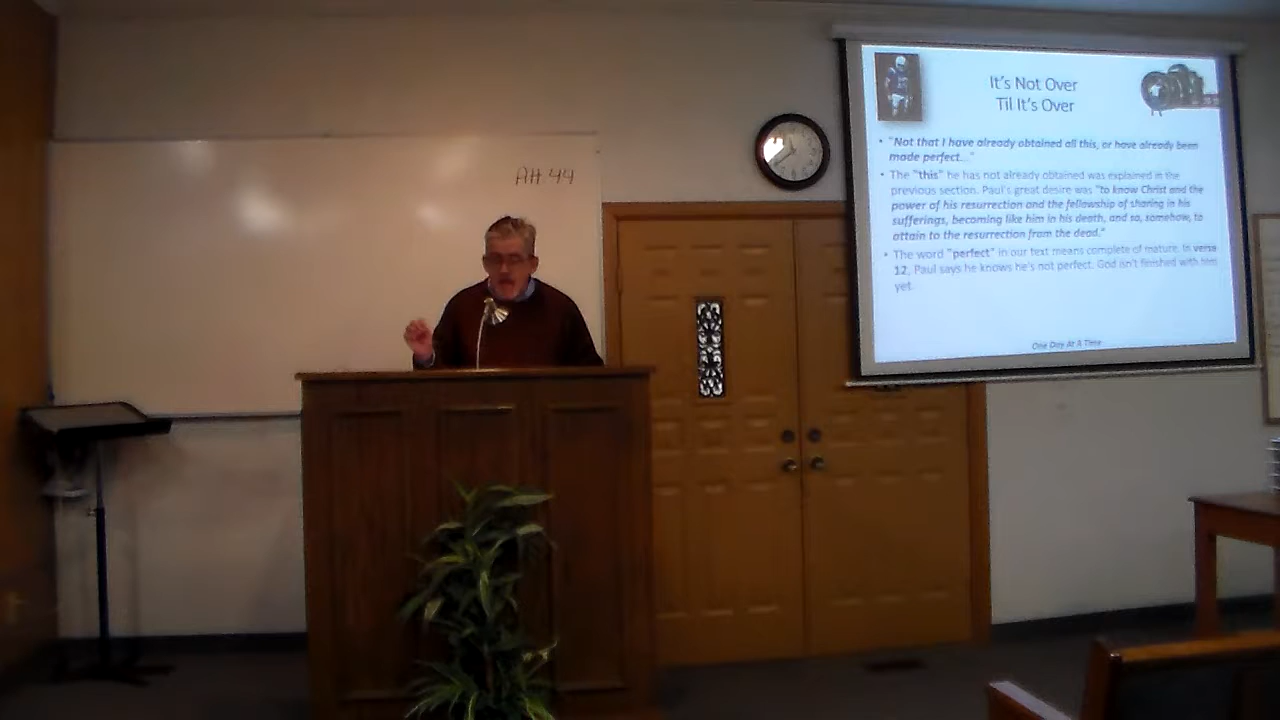 AH 44
It's Not Over
Til It's Over
• "Not that I have already obtained all this, or have already been
made perfect..."
• The "this" he has not already obtained was explained in the
previous section. Paul's great desire was "to know Christ and the
power of his resurrection and the fellowship of sharing in his
sufferings, becoming like him in his death, and so, somehow, to
attain to the resurrection from the dead."
• The word "perfect" in our text means complete of mature. In verse
12, Paul says he knows he's not perfect. God isn't finished with him
yet.
One Day At A Time